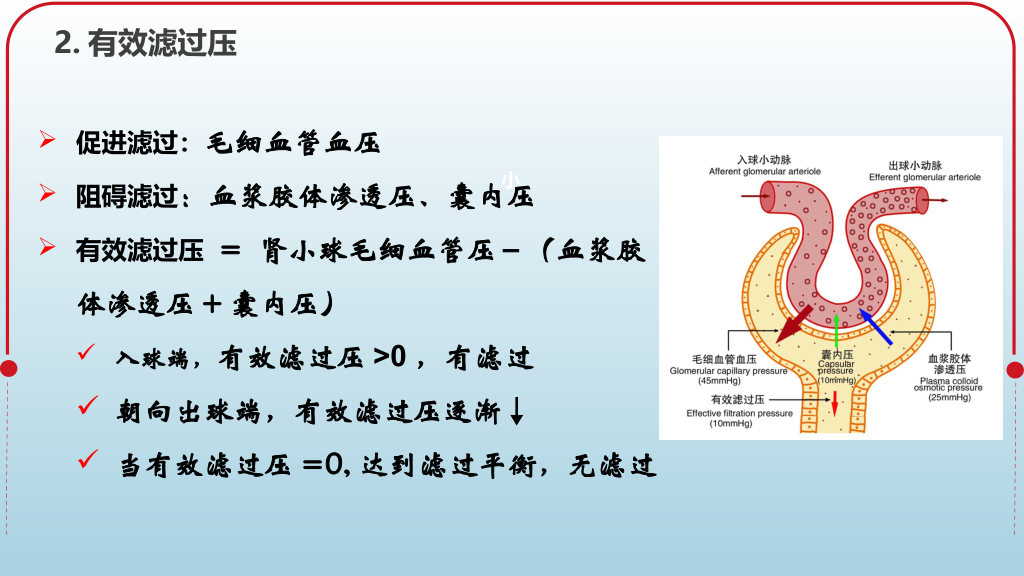 2. 有效滤过压
促进滤过：毛细血管血压
小
阻碍滤过：血浆胶体渗透压、囊内压
有效滤过压 = 肾小球毛细血管压－（血浆胶
体渗透压＋囊内压）
入球端，有效滤过压 >0 ，有滤过
朝向出球端，有效滤过压逐渐↓
当有效滤过压 =0, 达到滤过平衡，无滤过
入球小动脉
Afferent glomerular arteriole
出球小动脉
Efferent glomerular arteriole
毛细血管血压
Glomerular capillary pressure
(45mmHg)
囊内压
Capsular
pressure
(10mmHg)
血浆胶体
渗透压
Plasma colloid
osmotic pressure
(25mmHg)
有效滤过压
Effective filtration pressure
(10mmHg)